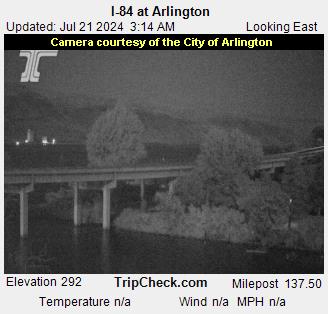 I-84 at Arlington
Updated: Jul 21 2024 3:14 AM Looking East
Camera courtesy of the City of Arlington
Elevation 292 TripCheck.com Milepost 137.50
Temperature n/a Wind n/a MPH n/a